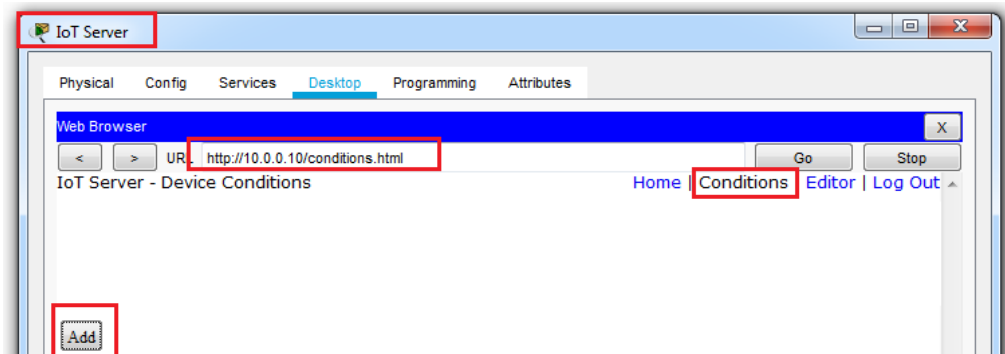 IoT Server
X
Physical Config Services Desktop Programming Attributes
Web Browser X
< > URL http://10.0.0.10/conditions.html Go Stop
IoT Server - Device Conditions Home | Conditions | Editor | Log Out
Add